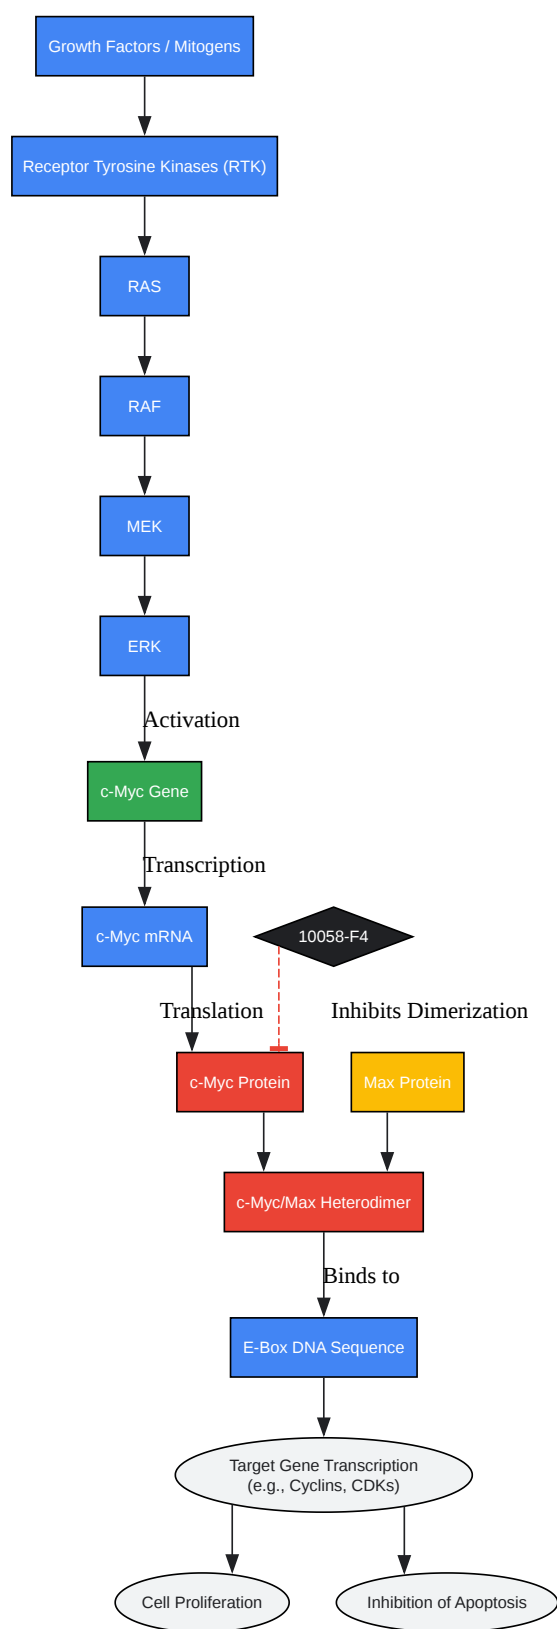 Growth Factors / Mitogens
Receptor Tyrosine Kinases (RTK)
RAS
RAF
MEK
ERK
Activation
c-Myc Gene
Transcription
c-Myc mRNA
10058-F4
Translation
Inhibits Dimerization
c-Myc Protein
Max Protein
c-Myc/Max Heterodimer
Binds to
E-Box DNA Sequence
Target Gene Transcription
(e.g., Cyclins, CDKs)
Cell Proliferation
Inhibition of Apoptosis